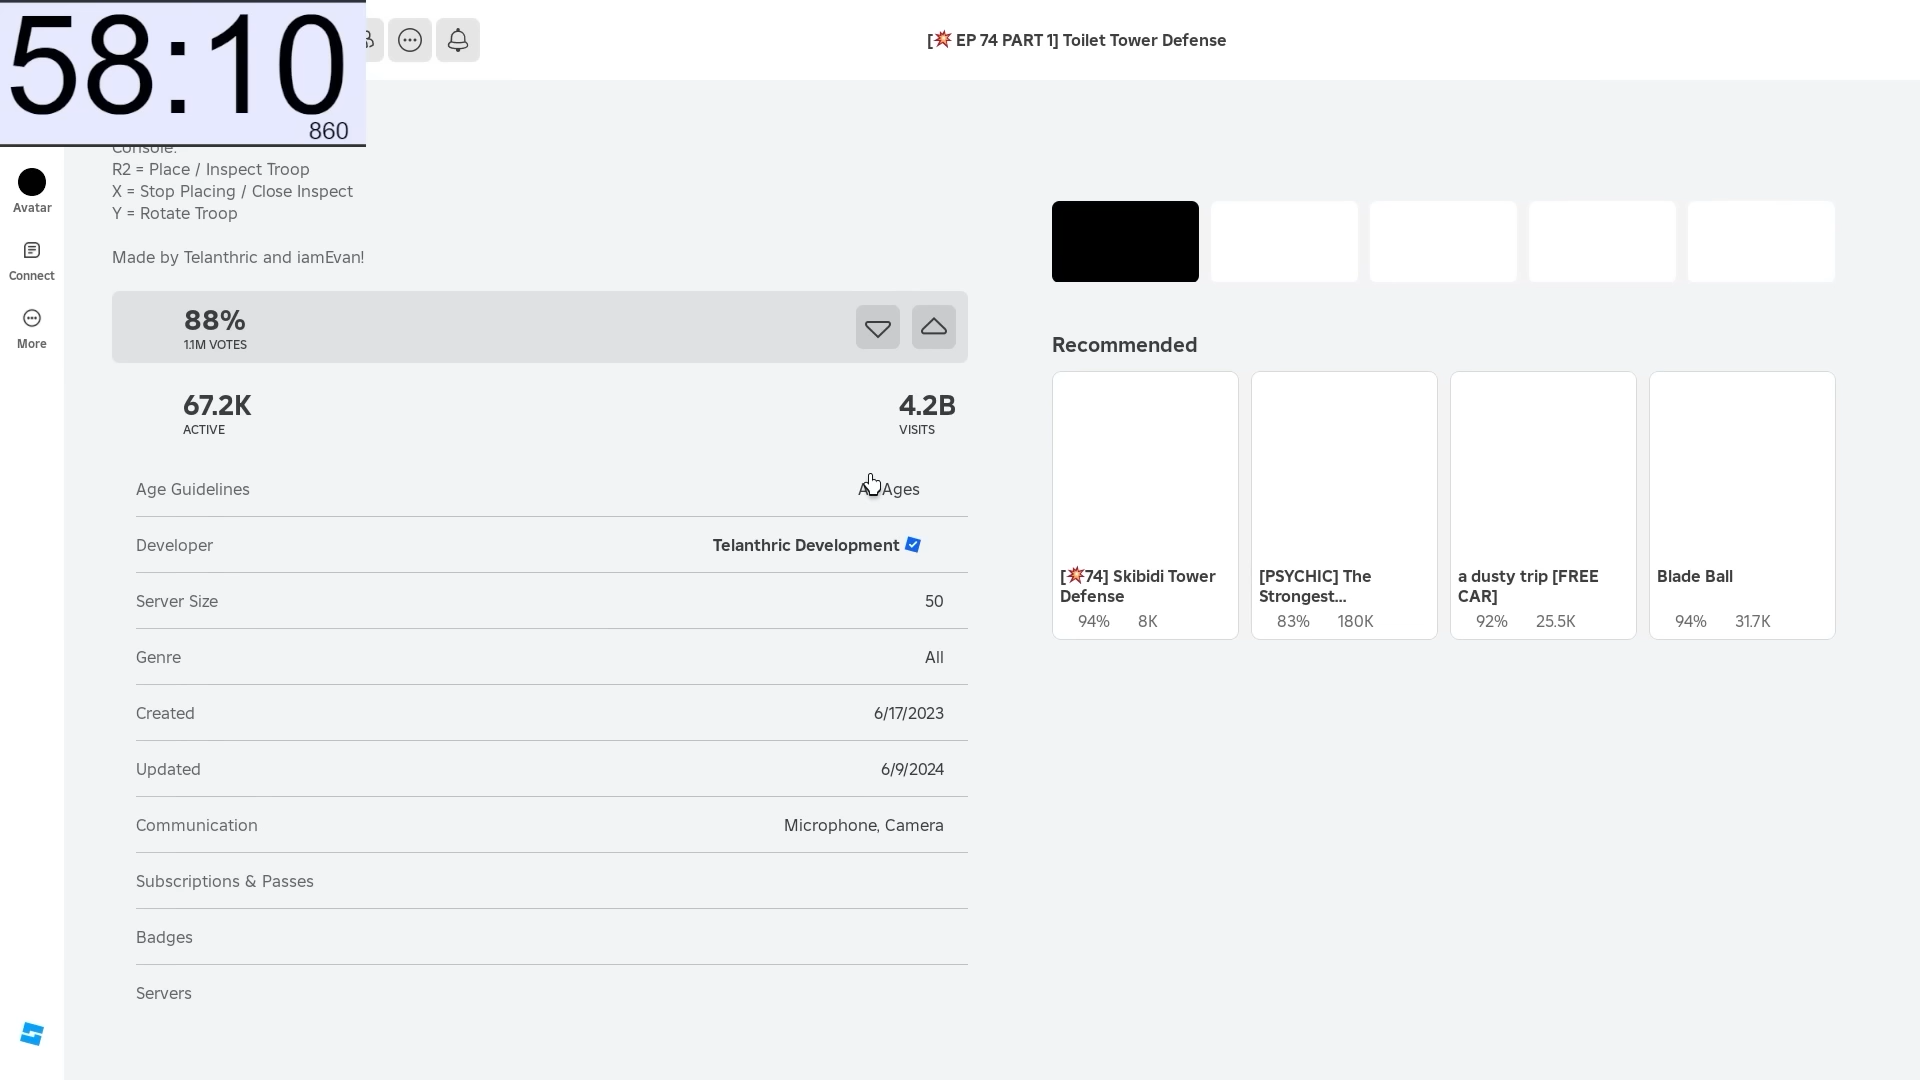 58:10
860
[💥 EP 74 PART 1] Toilet Tower Defense
Console:
R2 = Place / Inspect Troop
X = Stop Placing / Close Inspect
Y = Rotate Troop
Made by Telanthric and iamEvan!
88%
1.1M VOTES
67.2K
ACTIVE
4.2B
VISITS
Age Guidelines
All Ages
Developer
Telanthric Development
Server Size
50
Genre
All
Created
6/17/2023
Updated
6/9/2024
Communication
Microphone, Camera
Subscriptions & Passes
Badges
Servers
Avatar
Connect
More
Recommended
[💥74] Skibidi Tower
Defense
94% 8K
[PSYCHIC] The
Strongest...
83% 180K
a dusty trip [FREE
CAR]
92% 25.5K
Blade Ball
94% 31.7K